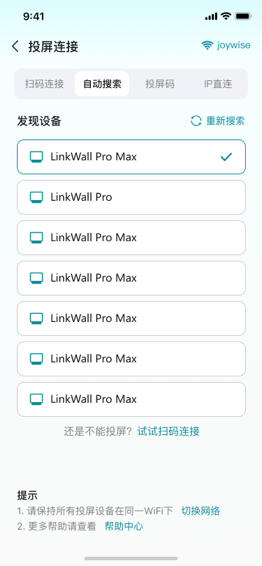 9:41
投屏连接
joywise
扫码连接 自动搜索 投屏码 IP直连
发现设备 重新搜索
LinkWall Pro Max
LinkWall Pro
LinkWall Pro Max
LinkWall Pro Max
LinkWall Pro Max
LinkWall Pro Max
LinkWall Pro Max
还是不能投屏？试试扫码连接
提示
1. 请保持所有投屏设备在同一WiFi下 切换网络
2. 更多帮助请查看 帮助中心